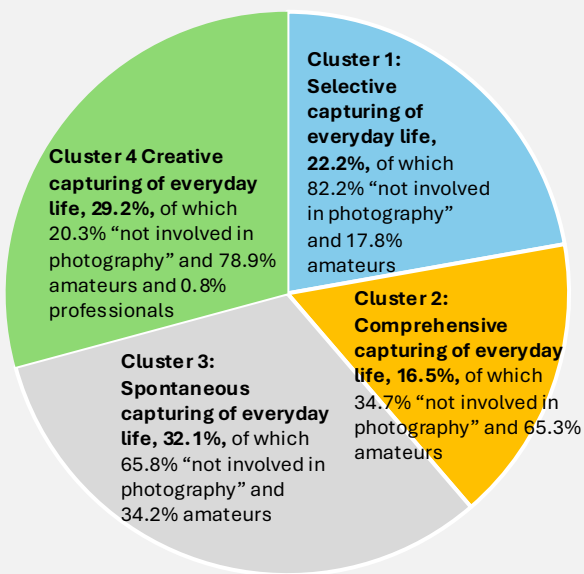 Cluster 1:
Selective
capturing of
everyday life,
22.2%, of which
82.2% “not involved
in photography”
and 17.8%
amateurs
Cluster 2:
Comprehensive
capturing of everyday
life, 16.5%, of which
34.7% “not involved in
photography” and 65.3%
amateurs
Cluster 3:
Spontaneous
capturing of everyday
life, 32.1%, of which
65.8% “not involved in
photography” and
34.2% amateurs
Cluster 4 Creative
capturing of everyday
life, 29.2%, of which
20.3% “not involved in
photography” and 78.9%
amateurs and 0.8%
professionals